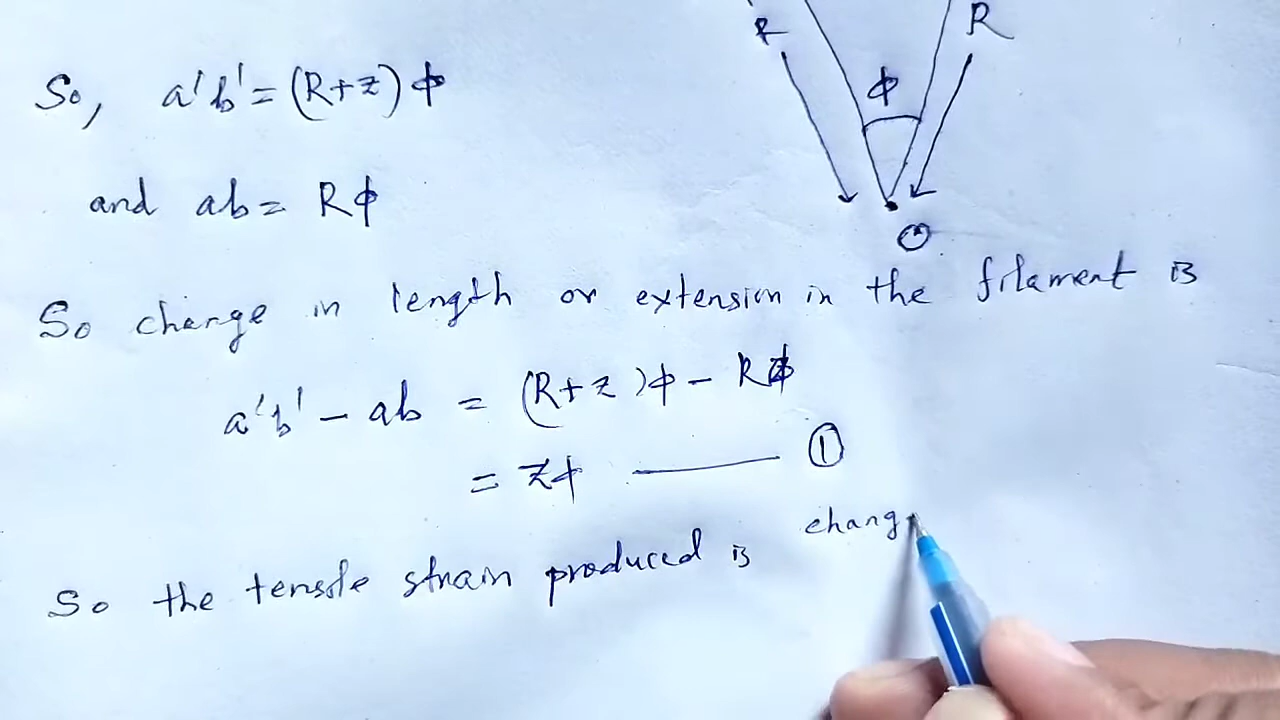 R R
So, a'b' = (R+z) ϕ
ϕ
and ab = Rϕ
O
So change in length or extension in the filament is
a'b' - ab = (R+z)ϕ - Rϕ
= zϕ ——— ①
So the tensile strain produced is chang